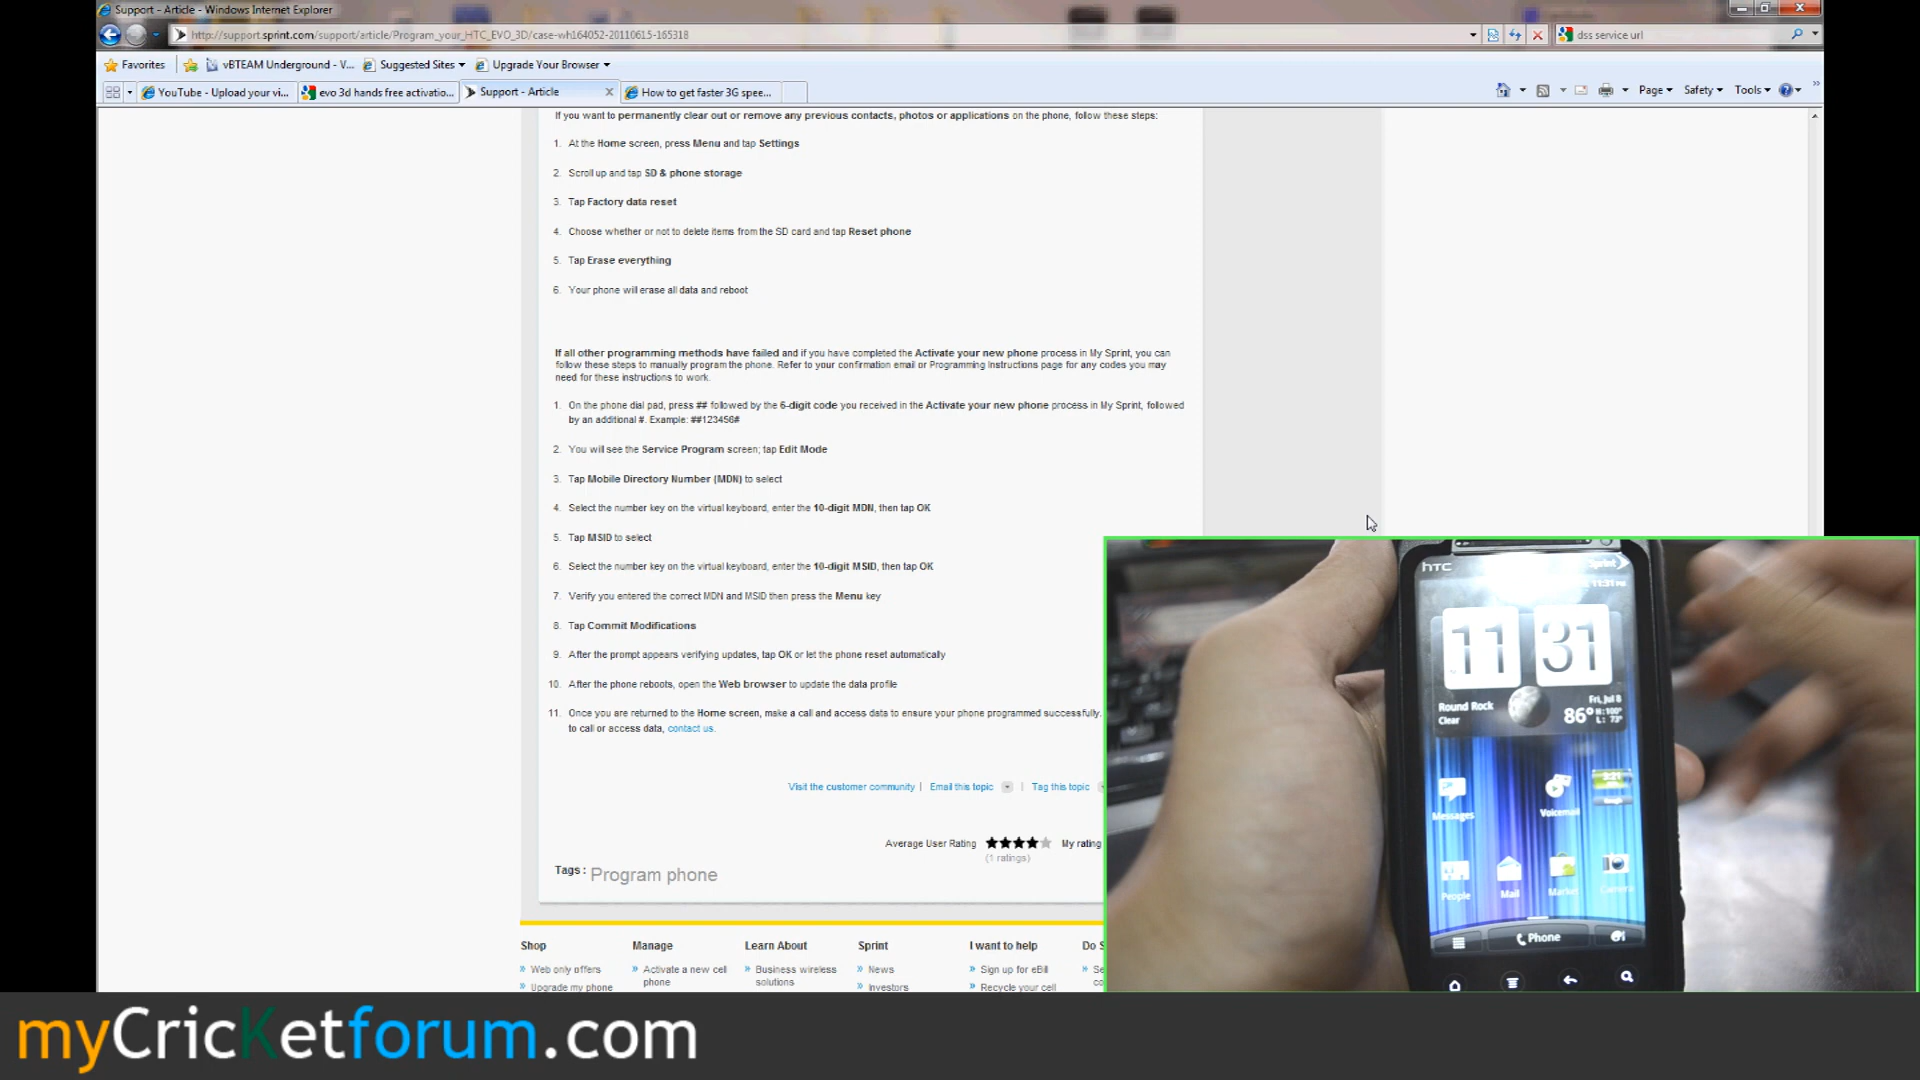 Support - Article - Windows Internet Explorer
http://support.sprint.com/support/article/Program_your_HTC_EVO_3D/case-wh164052-20110615-165318
dss service url
Favorites
vBTEAM Underground - V...
Suggested Sites
Upgrade Your Browser
YouTube - Upload your vi...
evo 3d hands free activatio...
Support - Article
How to get faster 3G spee...
Page
Safety
Tools
If you want to permanently clear out or remove any previous contacts, photos or applications on the phone, follow these steps:
1. At the Home screen, press Menu and tap Settings
2. Scroll up and tap SD & phone storage
3. Tap Factory data reset
4. Choose whether or not to delete items from the SD card and tap Reset phone
5. Tap Erase everything
6. Your phone will erase all data and reboot
If all other programming methods have failed and if you have completed the Activate your new phone process in My Sprint, you can
follow these steps to manually program the phone. Refer to your confirmation email or Programming Instructions page for any codes you may
need for these instructions to work.
1. On the phone dial pad, press ## followed by the 6-digit code you received in the Activate your new phone process in My Sprint, followed
by an additional #. Example: ##123456#
2. You will see the Service Program screen; tap Edit Mode
3. Tap Mobile Directory Number (MDN) to select
4. Select the number key on the virtual keyboard, enter the 10-digit MDN, then tap OK
5. Tap MSID to select
6. Select the number key on the virtual keyboard, enter the 10-digit MSID, then tap OK
7. Verify you entered the correct MDN and MSID then press the Menu key
8. Tap Commit Modifications
9. After the prompt appears verifying updates, tap OK or let the phone reset automatically
10. After the phone reboots, open the Web browser to update the data profile
11. Once you are returned to the Home screen, make a call and access data to ensure your phone programmed successfully.
to call or access data, contact us.
Visit the customer community | Email this topic | Tag this topic
Average User Rating
My rating
(1 ratings)
Tags : Program phone
Shop
Manage
Learn About
Sprint
I want to help
Do S
» Web only offers
» Activate a new cell
phone
» Business wireless
solutions
» News
» Sign up for eBill
» Se
» Upgrade my phone
» Investors
» Recycle your cell
co
hTC
Sprint
11:31 PM
11 31
Round Rock
Clear
Fri, Jul 8
86° H:100°
L: 73°
Messages
Voicemail
People
Mail
Market
Camera
Phone
myCricKetforum.com